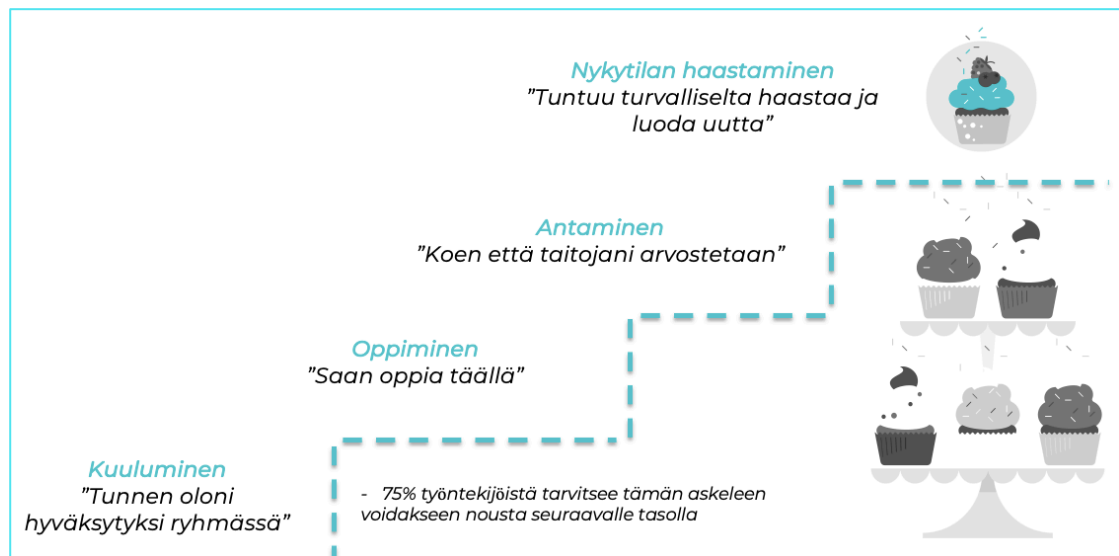 Nykytilan haastaminen
”Tuntuu turvalliselta haastaa ja
luoda uutta”
Antaminen
”Koen että taitojani arvostetaan”
Oppiminen
”Saan oppia täällä”
Kuuluminen
”Tunnen oloni
hyväksytyksi ryhmässä”
- 75% työntekijöistä tarvitsee tämän askeleen
voidakseen nousta seuraavalle tasolla